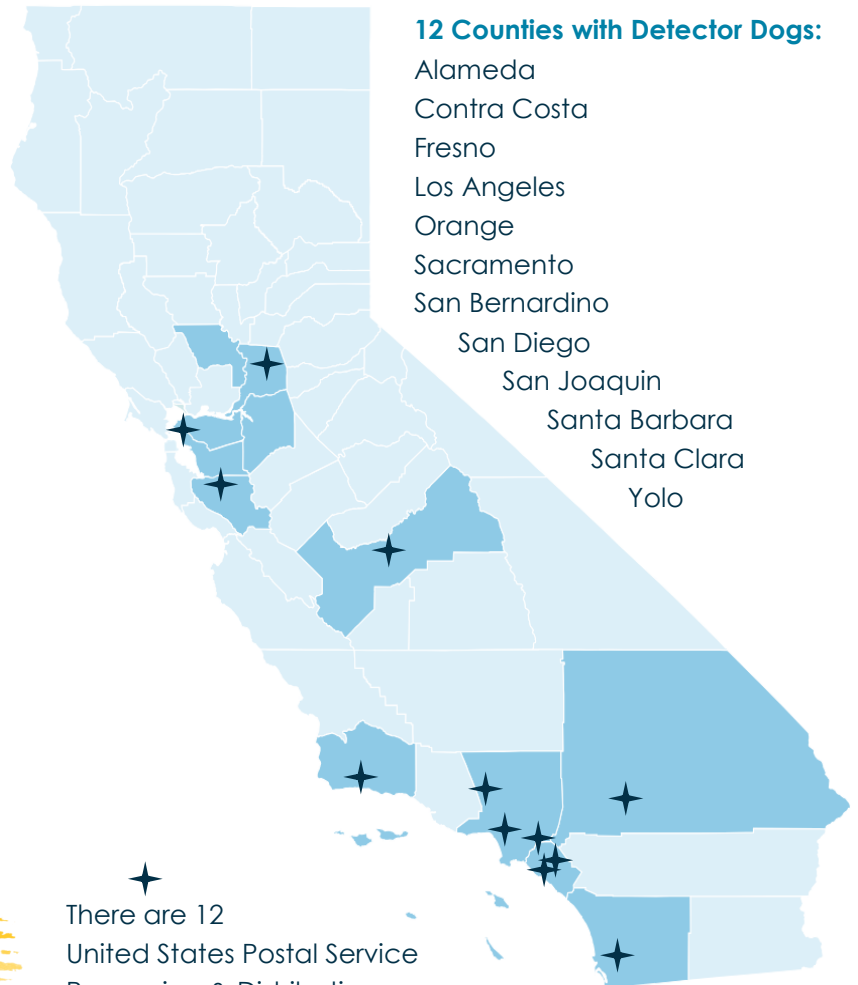 12 Counties with Detector Dogs:
Alameda
Contra Costa
Fresno
Los Angeles
Orange
Sacramento
San Bernardino
San Diego
San Joaquin
Santa Barbara
Santa Clara
Yolo
There are 12
United States Postal Service